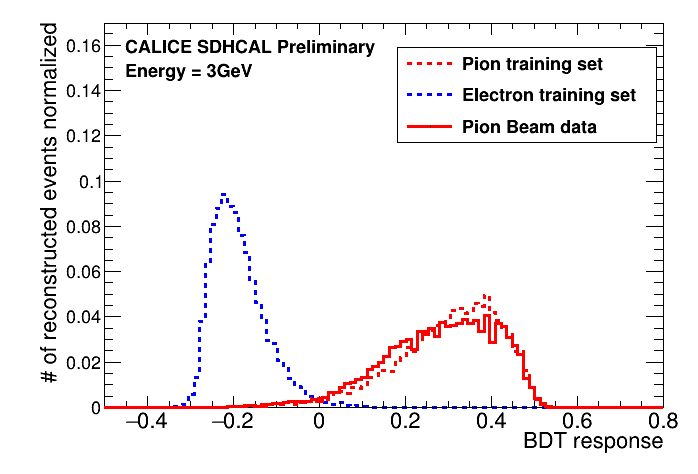 CALICE SDHCAL Preliminary
Energy = 3GeV
Pion training set
Electron training set
Pion Beam data
# of reconstructed events normalized
0.16
0.14
0.12
0.1
0.08
0.06
0.04
0.02
0
−0.4 −0.2 0 0.2 0.4 0.6 0.8
BDT response